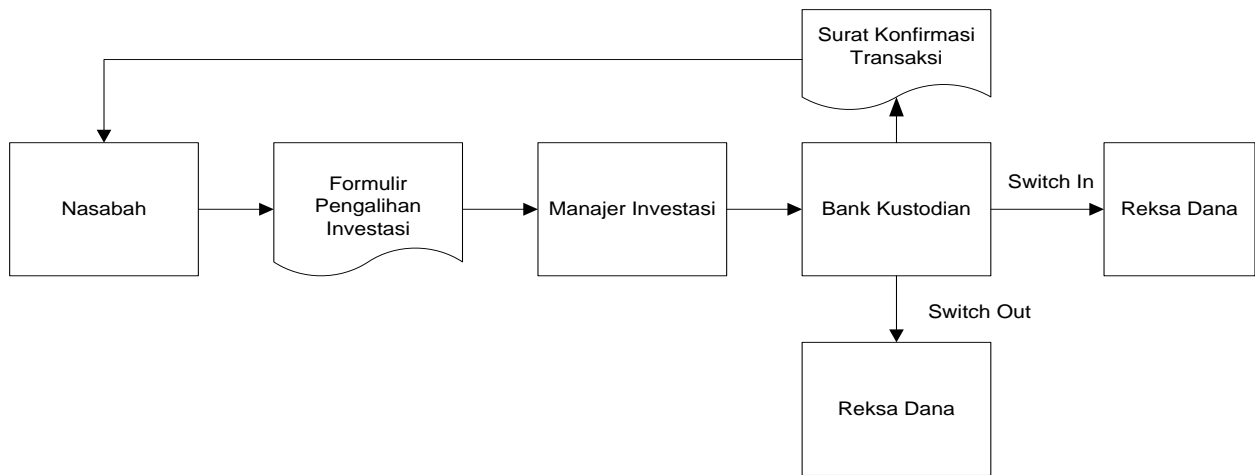 Surat Konfirmasi
Transaksi
Nasabah
Formulir
Pengalihan
Investasi
Manajer Investasi
Bank Kustodian
Switch In
Reksa Dana
Switch Out
Reksa Dana